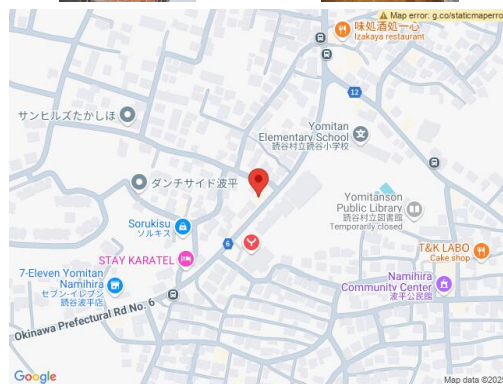 ⚠ Map error: g.co/staticmaperro
味処酒処一心
Izakaya restaurant
12
サンヒルズたかしほ
Yomitan
Elementary School
読谷村立読谷小学校
ダンチサイド波平
Yomitanson
Public Library
読谷村立図書館
Temporarily closed
Sorukisu
ソルキス
6
T&K LABO
Cake shop
STAY KARATEL
7-Eleven Yomitan
Namihira
セブン-イレブン
読谷波平店
Namihira
Community Center
波平公民館
Okinawa Prefectural Rd No. 6
Google
Map data ©202